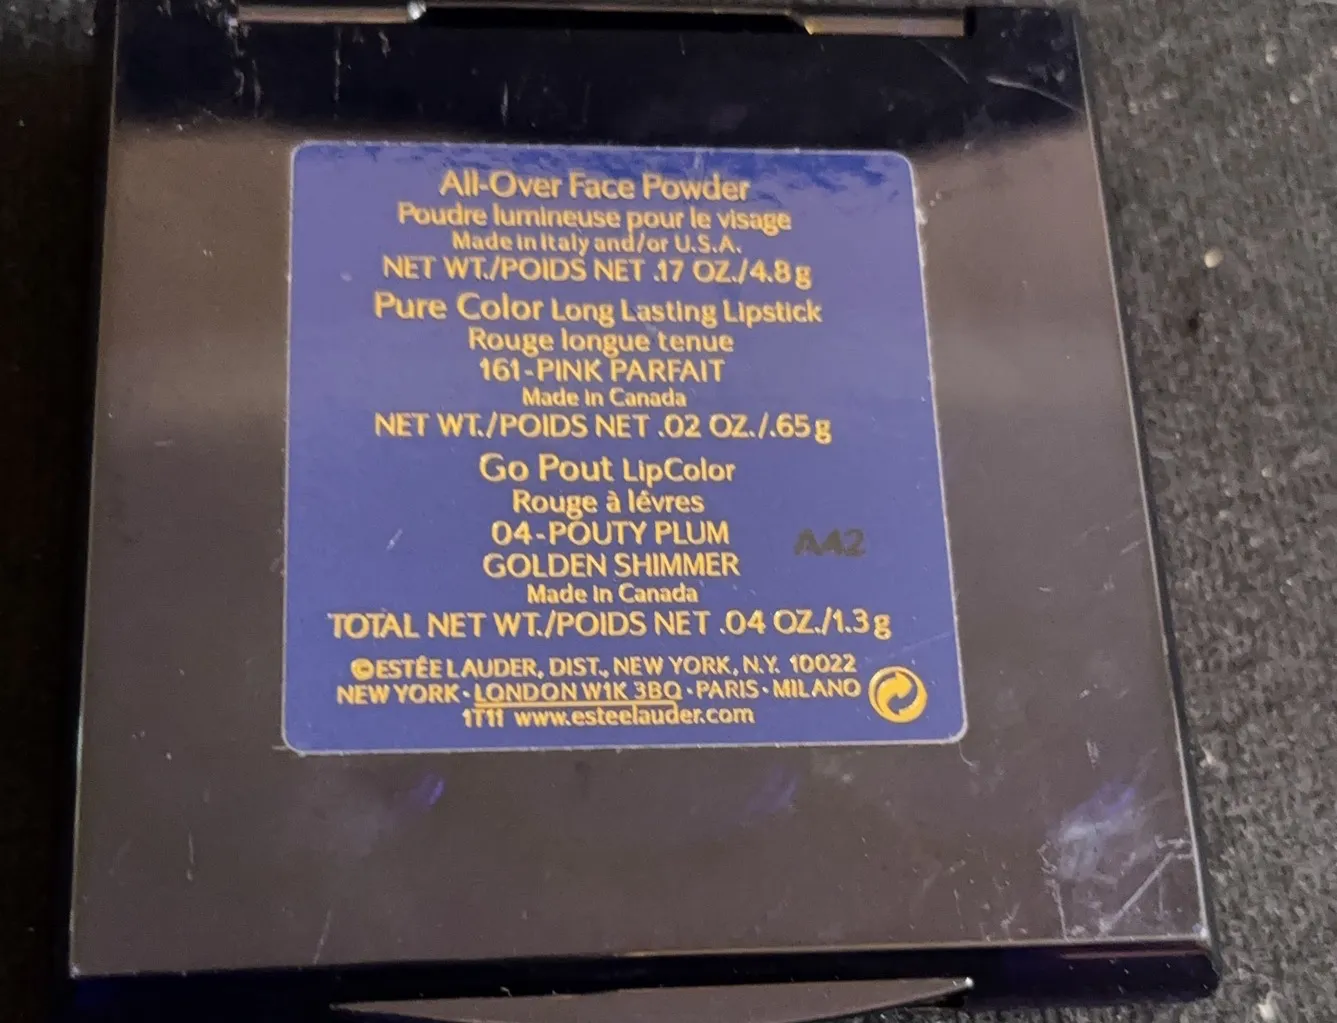 All-Over Face Powder
Poudre lumineuse pour le visage
Made in Italy and/or U.S.A.
NET WT./POIDS NET .17 OZ./4.8 g
Pure Color Long Lasting Lipstick
Rouge longue tenue
161-PINK PARFAIT
Made in Canada
NET WT./POIDS NET .02 OZ./.65 g
Go Pout LipColor
Rouge à lévres
04-POUTY PLUM
A42
GOLDEN SHIMMER
Made in Canada
TOTAL NET WT./POIDS NET .04 OZ./1.3 g
©ESTÉE LAUDER, DIST., NEW YORK, N.Y. 10022
NEW YORK · LONDON W1K 3BQ · PARIS · MILANO
1T11 www.esteelauder.com